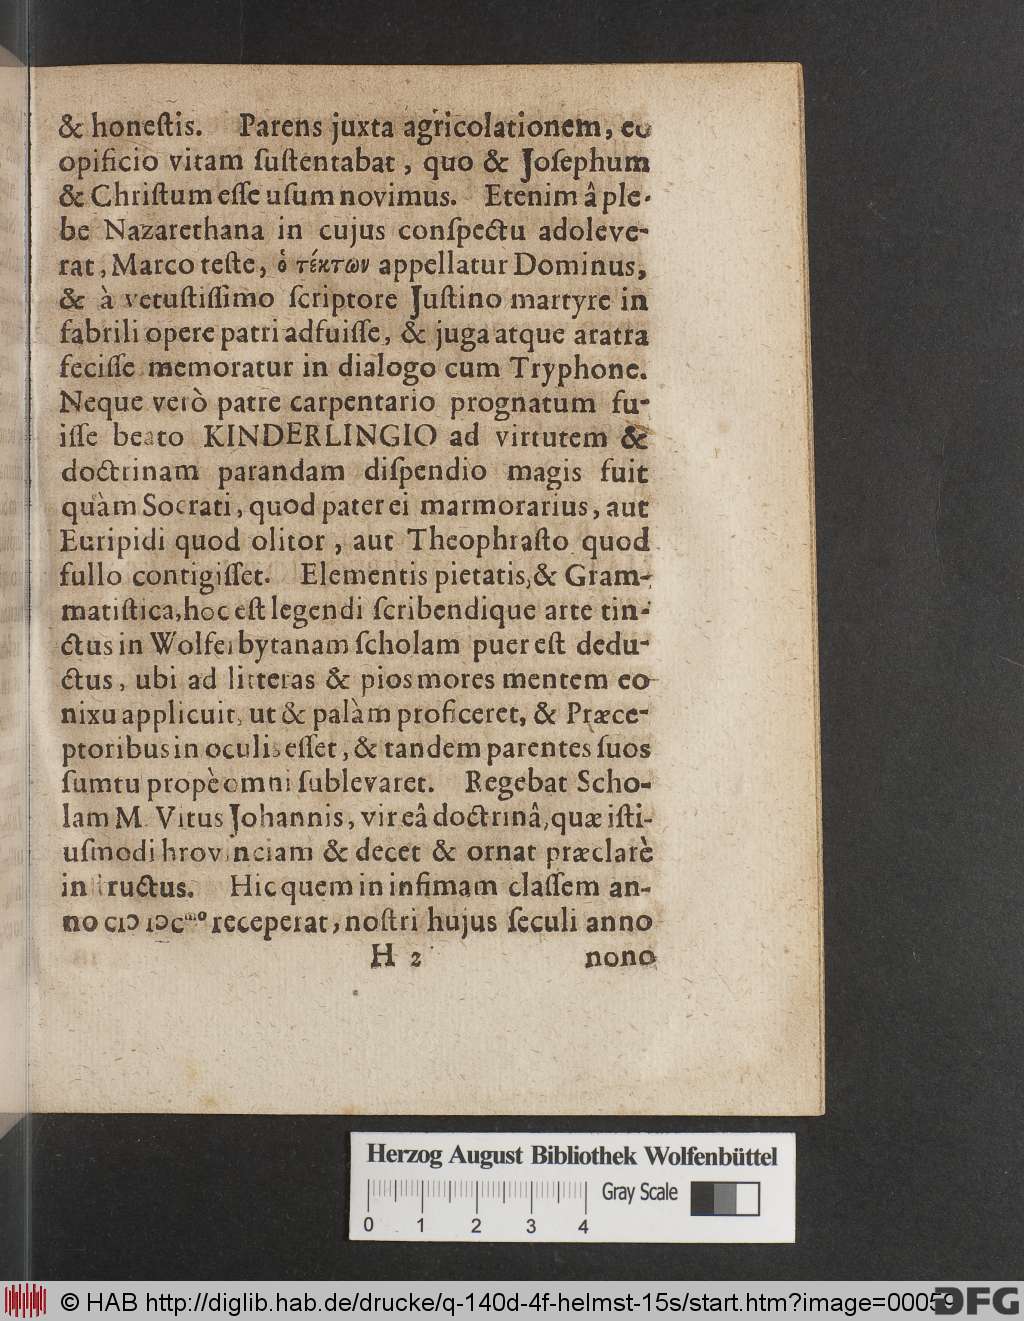 & honeſtis. Parens juxta agricolationem, eo
opificio vitam ſuſtentabat, quo & Joſephum
& Chriſtum eſſe uſum novimus. Etenim â ple-
be Nazarethana in cujus conſpectu adoleve-
rat, Marco teſte, ὁ τέκτων appellatur Dominus,
& à vetuſtiſſimo ſcriptore Juſtino martyre in
fabrili opere patri adfuiſſe, & juga atque aratra
feciſſe memoratur in dialogo cum Tryphone.
Neque verò patre carpentario prognatum fu-
iſſe beato KINDERLINGIO ad virtutem &
doctrinam parandam diſpendio magis fuit
quàm Socrati, quod pater ei marmorarius, aut
Euripidi quod olitor, aut Theophraſto quod
fullo contigiſſet. Elementis pietatis, & Gram-
matiſtica, hoc eſt legendi ſcribendique arte tin-
ctus in Wolferbytanam ſcholam puer eſt dedu-
ctus, ubi ad litteras & pios mores mentem eo
nixu applicuit, ut & palàm proficeret, & Præce-
ptoribus in oculis eſſet, & tandem parentes ſuos
ſumtu propè omni ſublevaret. Regebat Scho-
lam M. Vitus Johannis, vir eâ doctrinâ, quæ iſti-
uſmodi hrovinciam & decet & ornat præclarè
inſtructus. Hic quem in infimam claſſem an-
no cIɔ Iɔcᵐᵒ receperat, noſtri hujus ſeculi anno
H 2 nono
Herzog August Bibliothek Wolfenbüttel
Gray Scale
0 1 2 3 4
© HAB http://diglib.hab.de/drucke/q-140d-4f-helmst-15s/start.htm?image=00059
DFG